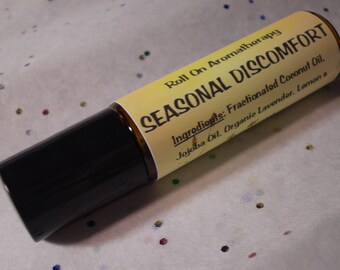 Roll On Aromatherapy
SEASONAL DISCOMFORT
Ingredients: Fractionated Coconut Oil,
Jojoba Oil, Organic Lavender, Lemon